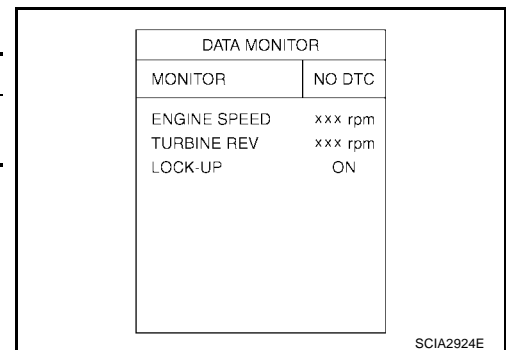 DATA MONITOR
MONITOR NO DTC
ENGINE SPEED xxx rpm
TURBINE REV xxx rpm
LOCK-UP ON
SCIA2924E